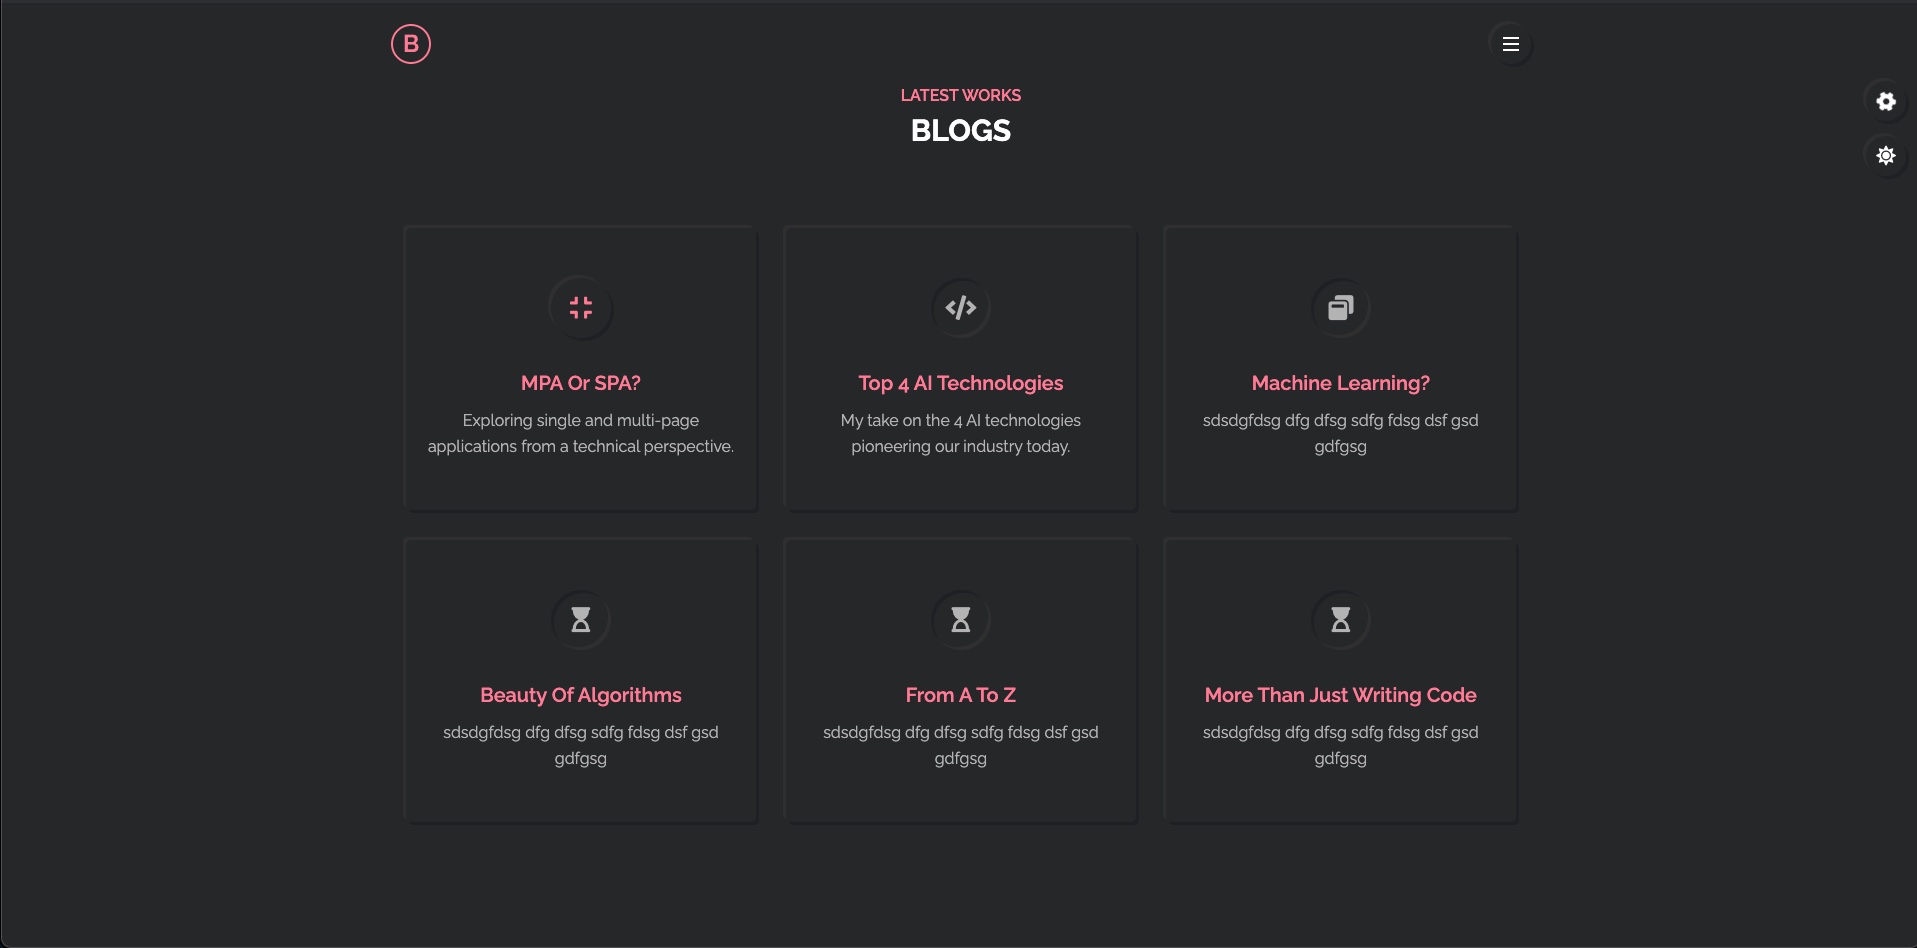 B
LATEST WORKS
BLOGS
MPA Or SPA?
Exploring single and multi-page
applications from a technical perspective.
Top 4 AI Technologies
My take on the 4 AI technologies
pioneering our industry today.
Machine Learning?
sdsdgfdsg dfg dfsg sdfg fdsg dsf gsd
gdfgsg
Beauty Of Algorithms
sdsdgfdsg dfg dfsg sdfg fdsg dsf gsd
gdfgsg
From A To Z
sdsdgfdsg dfg dfsg sdfg fdsg dsf gsd
gdfgsg
More Than Just Writing Code
sdsdgfdsg dfg dfsg sdfg fdsg dsf gsd
gdfgsg